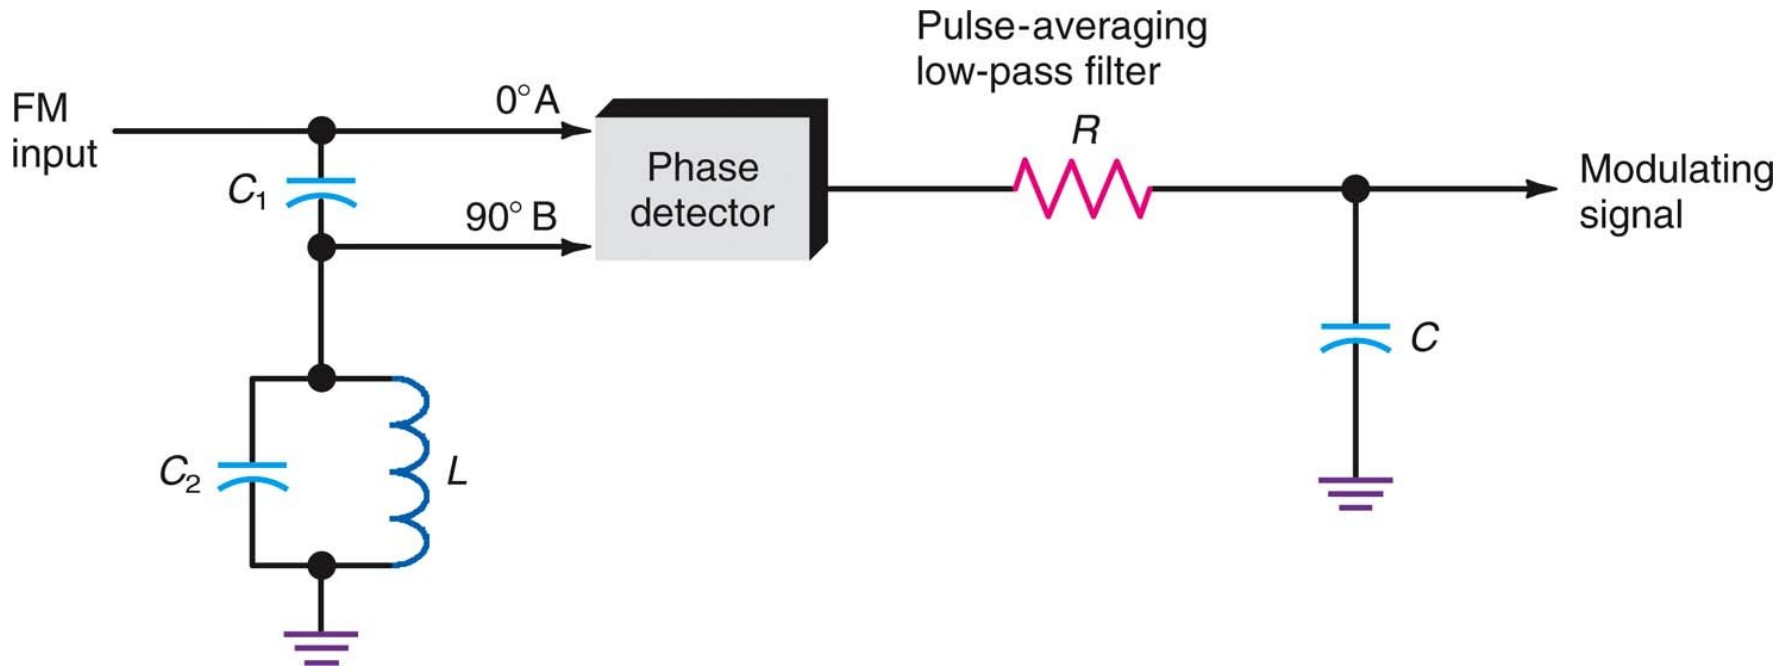 Pulse-averaging
low-pass filter
FM
input
0° A
R
C1
Phase
detector
Modulating
signal
90° B
C
C2
L